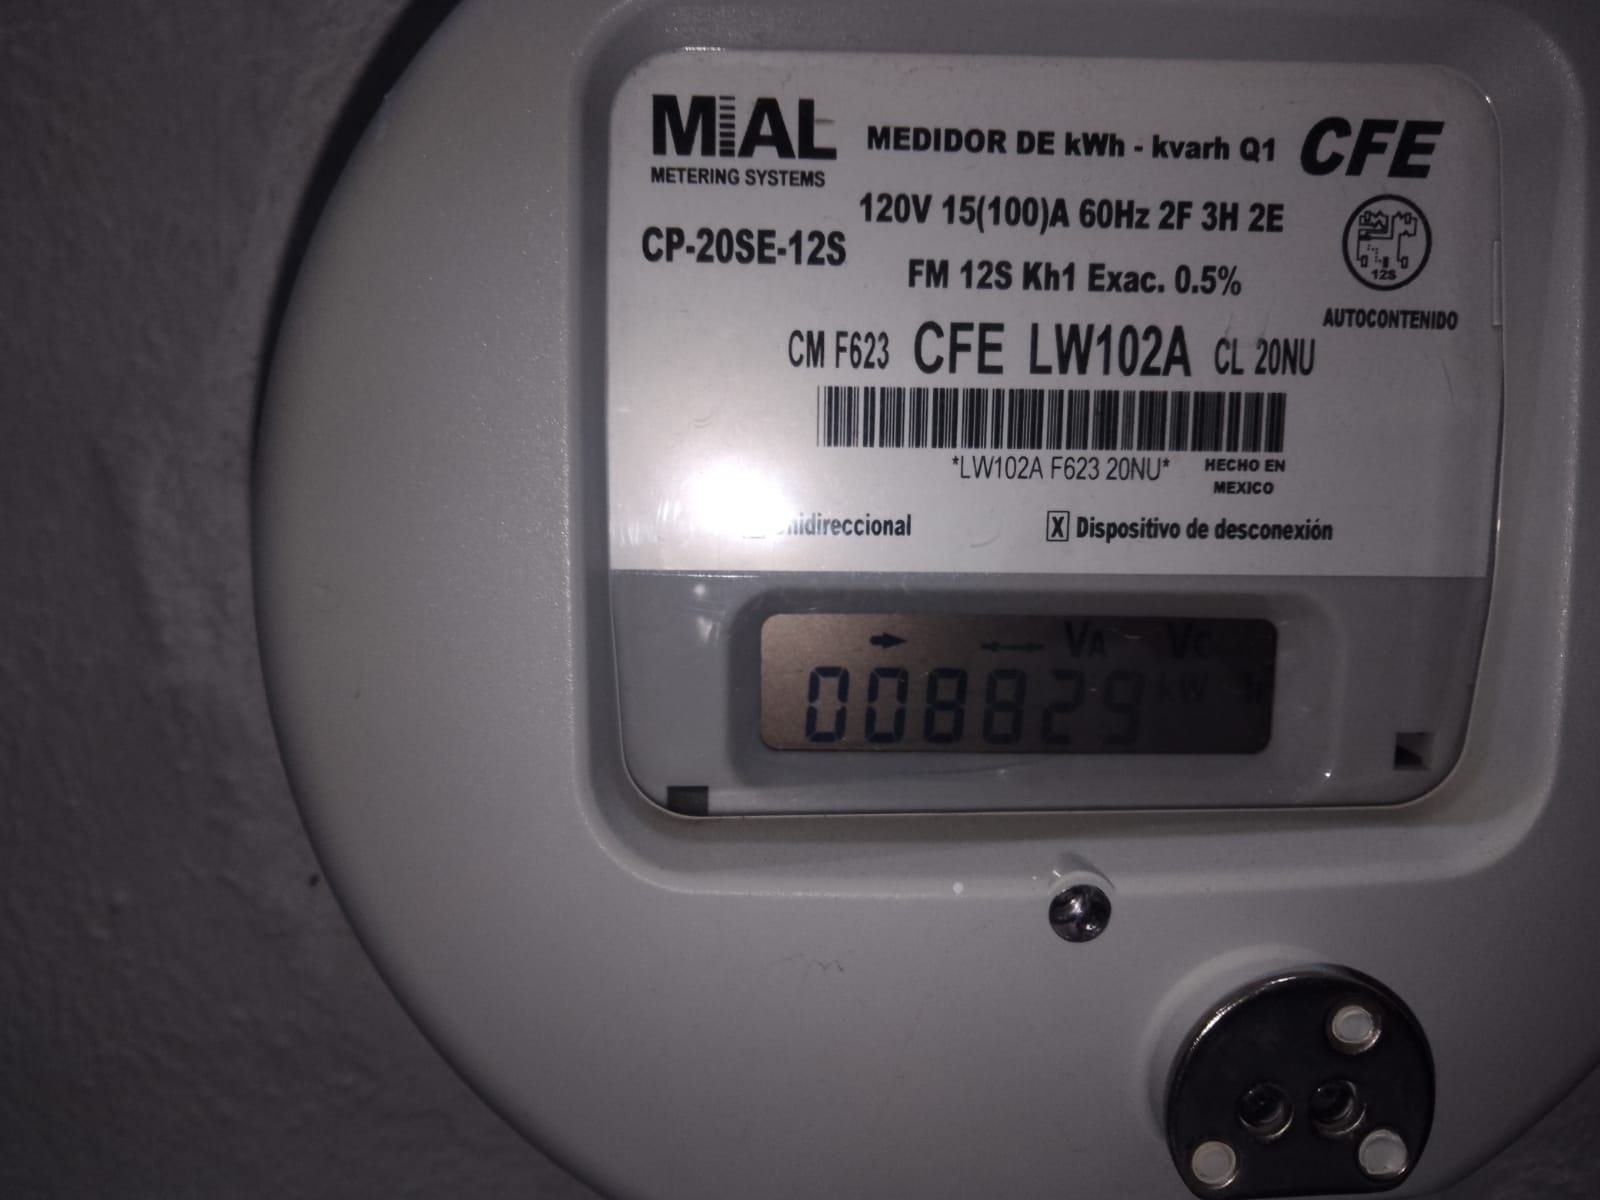 MIAL
METERING SYSTEMS
MEDIDOR DE kWh - kvarh Q1
CFE
120V 15(100)A 60Hz 2F 3H 2E
CP-20SE-12S
FM 12S Kh1 Exac. 0.5%
12S
AUTOCONTENIDO
CM F623 CFE LW102A CL 20NU
*LW102A F623 20NU*
HECHO EN
MEXICO
X Dispositivo de desconexión
VA VC
008829 kW h